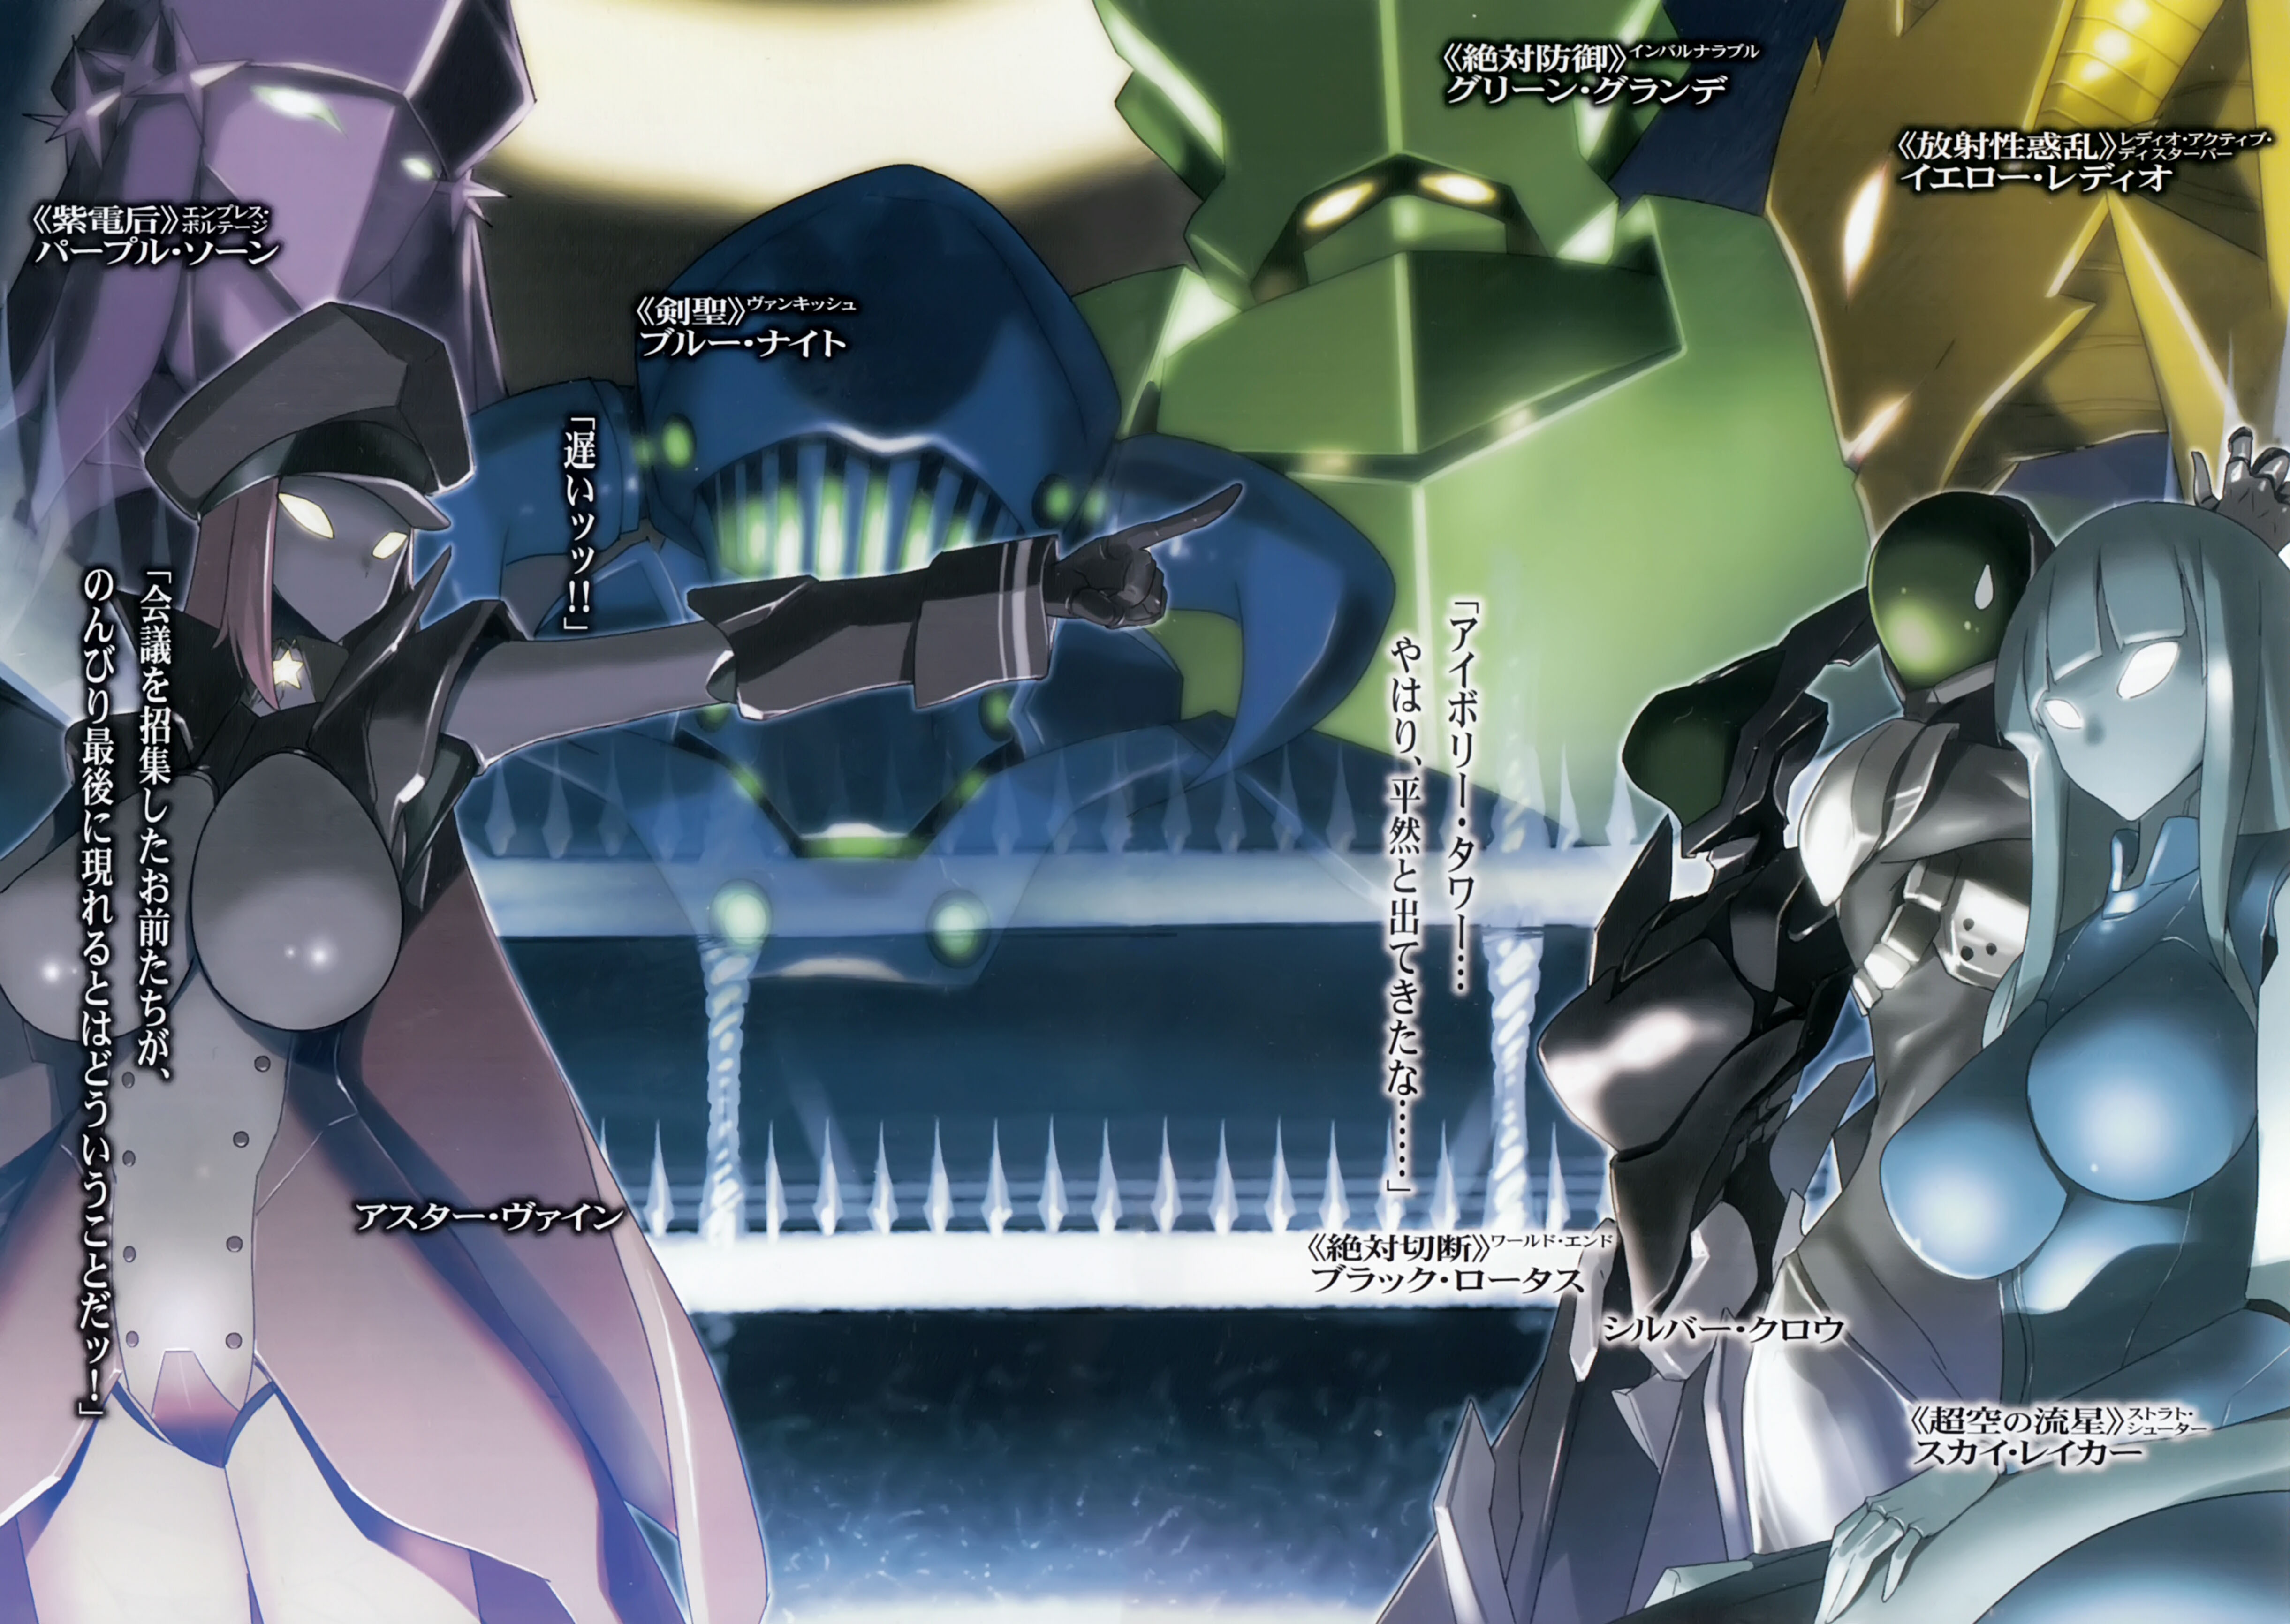 《絶対防御》インバルナラブル
グリーン・グランデ
《放射性惑乱》レディオ・アクティブ・
ディスターバー
イエロー・レディオ
《紫電后》エンプレス・
ボルテージ
パープル・ソーン
《剣聖》ヴァンキッシュ
ブルー・ナイト
「アイボリー・タワー…
やはり、平然と出てきたな……」
「遅いッッ!!」
「会議を招集したお前たちが、
のんびり最後に現れるとはどういうことだッ!」
アスター・ヴァイン
《絶対切断》ワールド・エンド
ブラック・ロータス
シルバー・クロウ
《超空の流星》ストラト・
シューター
スカイ・レイカー